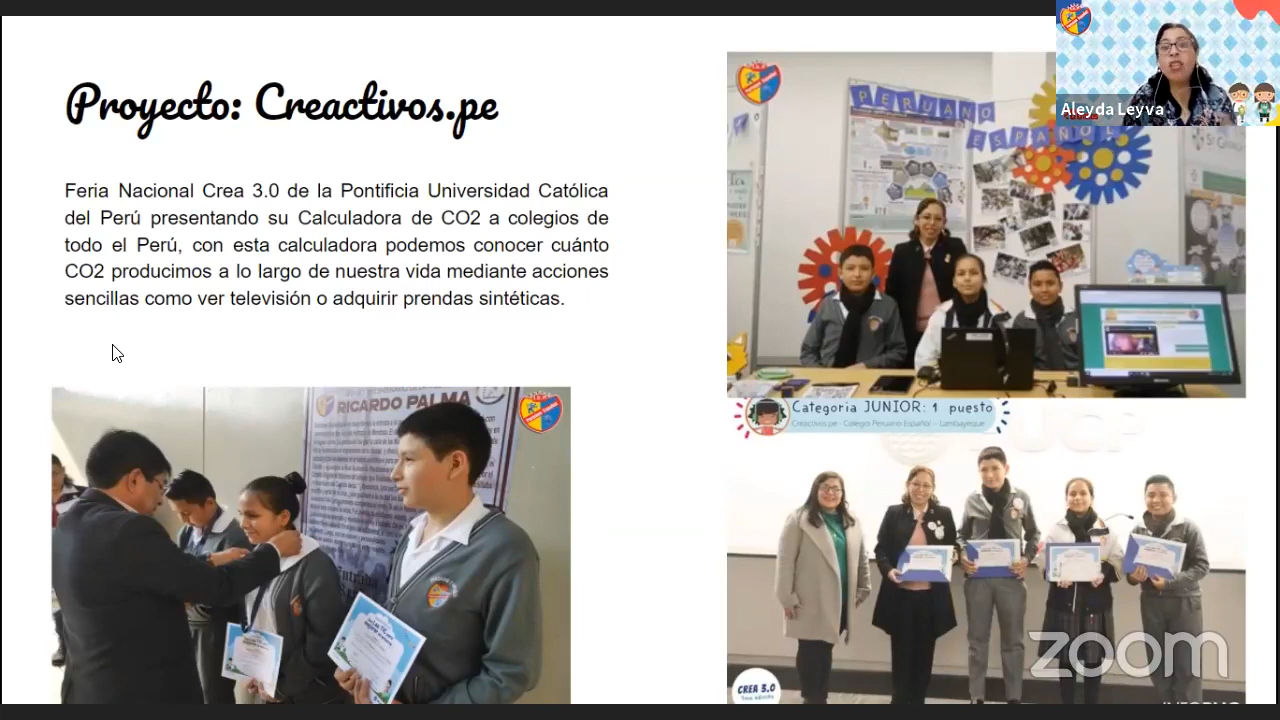 Proyecto: Creactivos.pe
Feria Nacional Crea 3.0 de la Pontificia Universidad Católica
del Perú presentando su Calculadora de CO2 a colegios de
todo el Perú, con esta calculadora podemos conocer cuánto
CO2 producimos a lo largo de nuestra vida mediante acciones
sencillas como ver televisión o adquirir prendas sintéticas.
Aleyda Leyva
PERUANO
ESPAÑOL
RICARDO PALMA
Entrada
Categoría JUNIOR: 1 puesto
Creactivos.pe - Colegio Peruano Español - Lambayeque
CREA 3.0
zoom